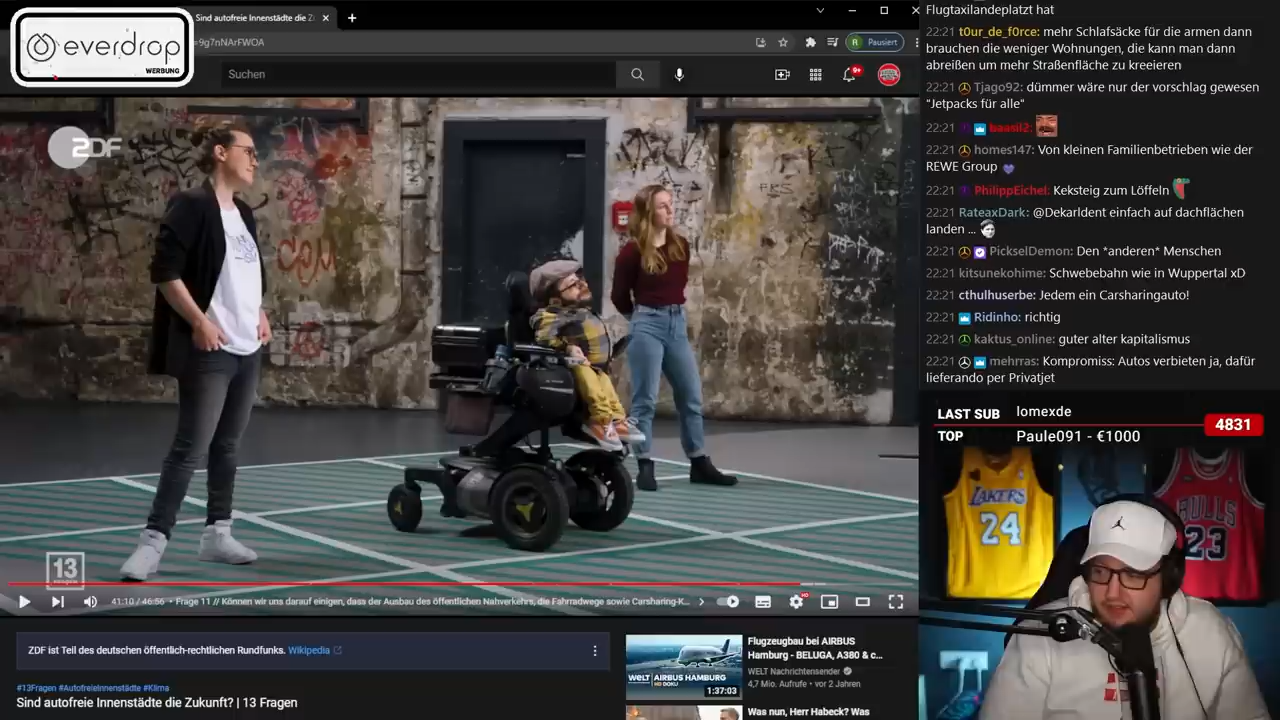 Sind autofreie Innenstädte die Z
everdrop
WERBUNG
=9g7nNArFWOA
Pausiert
Suchen
9+
ZDF
13
41:10 / 46:56 • Frage 11 // Können wir uns darauf einigen, dass der Ausbau des öffentlichen Nahverkehrs, die Fahrradwege sowie Carsharing-K...
HD
ZDF ist Teil des deutschen öffentlich-rechtlichen Rundfunks. Wikipedia
#13Fragen #AutofreieInnenstädte #Klima
Sind autofreie Innenstädte die Zukunft? | 13 Fragen
WELT AIRBUS HAMBURG
HD DOKU
1:37:03
Flugzeugbau bei AIRBUS
Hamburg - BELUGA, A380 & c...
WELT Nachrichtensender
4,7 Mio. Aufrufe • vor 2 Jahren
Was nun, Herr Habeck? Was
Flugtaxilandeplatzt hat
t0ur_de_f0rce: mehr Schlafsäcke für die armen dann
brauchen die weniger Wohnungen, die kann man dann
abreißen um mehr Straßenfläche zu kreeieren
22:21 Tjago92: dümmer wäre nur der vorschlag gewesen
"Jetpacks für alle"
22:21 baasil2:
22:21 homes147: Von kleinen Familienbetrieben wie der
REWE Group
22:21 PhilippEichel: Keksteig zum Löffeln
22:21 RateaxDark: @Dekarldent einfach auf dachflächen
landen ...
22:21 PickselDemon: Den *anderen* Menschen
22:21 kitsunekohime: Schwebebahn wie in Wuppertal xD
22:21 cthulhuserbe: Jedem ein Carsharingauto!
22:21 Ridinho: richtig
22:21 kaktus_online: guter alter kapitalismus
22:21 mehrras: Kompromiss: Autos verbieten ja, dafür
lieferando per Privatjet
LAST SUB lomexde
4831
TOP Paule091 - €1000
LAKERS
24
BULLS
23